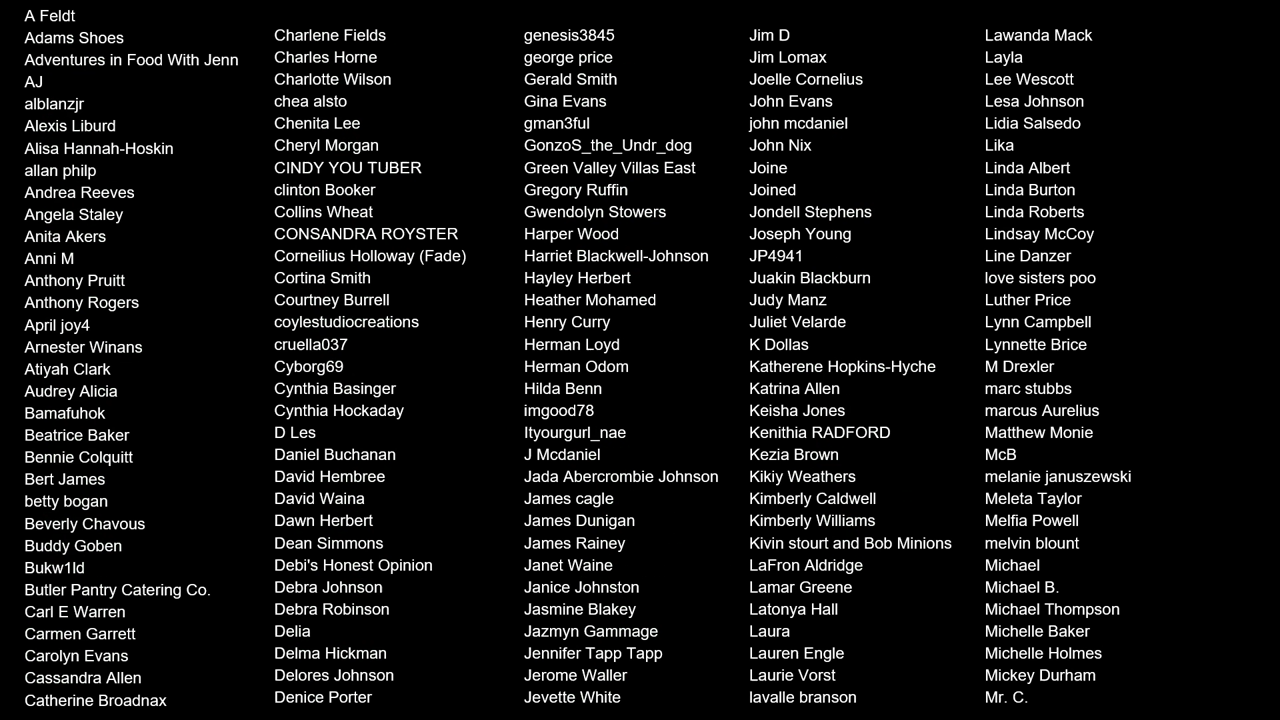 A Feldt
Adams Shoes
Adventures in Food With Jenn
AJ
alblanzjr
Alexis Liburd
Alisa Hannah-Hoskin
allan philp
Andrea Reeves
Angela Staley
Anita Akers
Anni M
Anthony Pruitt
Anthony Rogers
April joy4
Arnester Winans
Atiyah Clark
Audrey Alicia
Bamafuhok
Beatrice Baker
Bennie Colquitt
Bert James
betty bogan
Beverly Chavous
Buddy Goben
Bukw1ld
Butler Pantry Catering Co.
Carl E Warren
Carmen Garrett
Carolyn Evans
Cassandra Allen
Catherine Broadnax
Charlene Fields
Charles Horne
Charlotte Wilson
chea alsto
Chenita Lee
Cheryl Morgan
CINDY YOU TUBER
clinton Booker
Collins Wheat
CONSANDRA ROYSTER
Corneilius Holloway (Fade)
Cortina Smith
Courtney Burrell
coylestudiocreations
cruella037
Cyborg69
Cynthia Basinger
Cynthia Hockaday
D Les
Daniel Buchanan
David Hembree
David Waina
Dawn Herbert
Dean Simmons
Debi's Honest Opinion
Debra Johnson
Debra Robinson
Delia
Delma Hickman
Delores Johnson
Denice Porter
genesis3845
george price
Gerald Smith
Gina Evans
gman3ful
GonzoS_the_Undr_dog
Green Valley Villas East
Gregory Ruffin
Gwendolyn Stowers
Harper Wood
Harriet Blackwell-Johnson
Hayley Herbert
Heather Mohamed
Henry Curry
Herman Loyd
Herman Odom
Hilda Benn
imgood78
Ityourgurl_nae
J Mcdaniel
Jada Abercrombie Johnson
James cagle
James Dunigan
James Rainey
Janet Waine
Janice Johnston
Jasmine Blakey
Jazmyn Gammage
Jennifer Tapp Tapp
Jerome Waller
Jevette White
Jim D
Jim Lomax
Joelle Cornelius
John Evans
john mcdaniel
John Nix
Joine
Joined
Jondell Stephens
Joseph Young
JP4941
Juakin Blackburn
Judy Manz
Juliet Velarde
K Dollas
Katherene Hopkins-Hyche
Katrina Allen
Keisha Jones
Kenithia RADFORD
Kezia Brown
Kikiy Weathers
Kimberly Caldwell
Kimberly Williams
Kivin stourt and Bob Minions
LaFron Aldridge
Lamar Greene
Latonya Hall
Laura
Lauren Engle
Laurie Vorst
lavalle branson
Lawanda Mack
Layla
Lee Wescott
Lesa Johnson
Lidia Salsedo
Lika
Linda Albert
Linda Burton
Linda Roberts
Lindsay McCoy
Line Danzer
love sisters poo
Luther Price
Lynn Campbell
Lynnette Brice
M Drexler
marc stubbs
marcus Aurelius
Matthew Monie
McB
melanie januszewski
Meleta Taylor
Melfia Powell
melvin blount
Michael
Michael B.
Michael Thompson
Michelle Baker
Michelle Holmes
Mickey Durham
Mr. C.